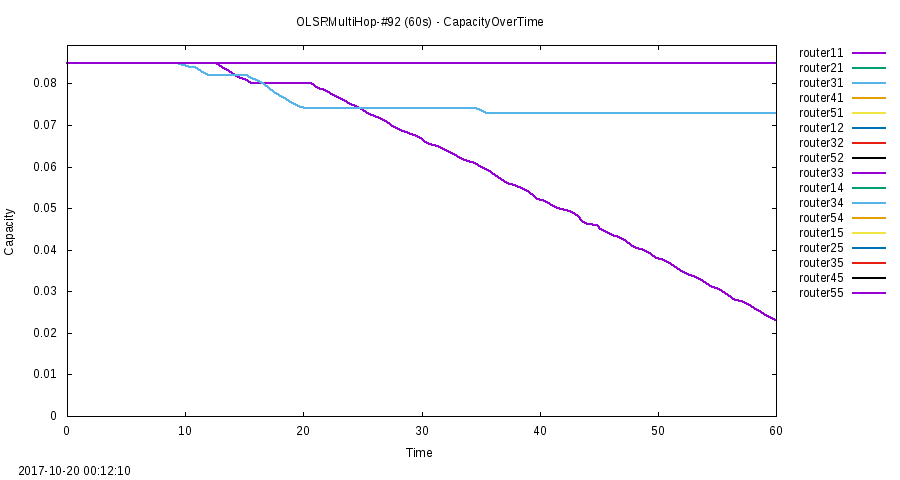 OLSRMultiHop-#92 (60s) - CapacityOverTime
router11
router21
router31
router41
router51
router12
router32
router52
router33
router14
router34
router54
router15
router25
router35
router45
router55
0.08
0.07
0.06
0.05
0.04
0.03
0.02
0.01
0
Capacity
0 10 20 30 40 50 60
Time
2017-10-20 00:12:10